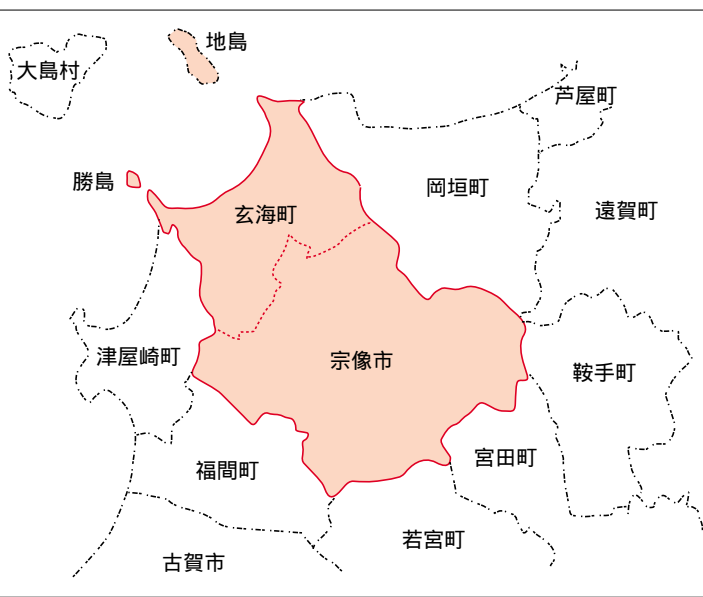 地島
大島村
芦屋町
勝島
岡垣町
玄海町
遠賀町
津屋崎町
宗像市
鞍手町
福間町
宮田町
若宮町
古賀市